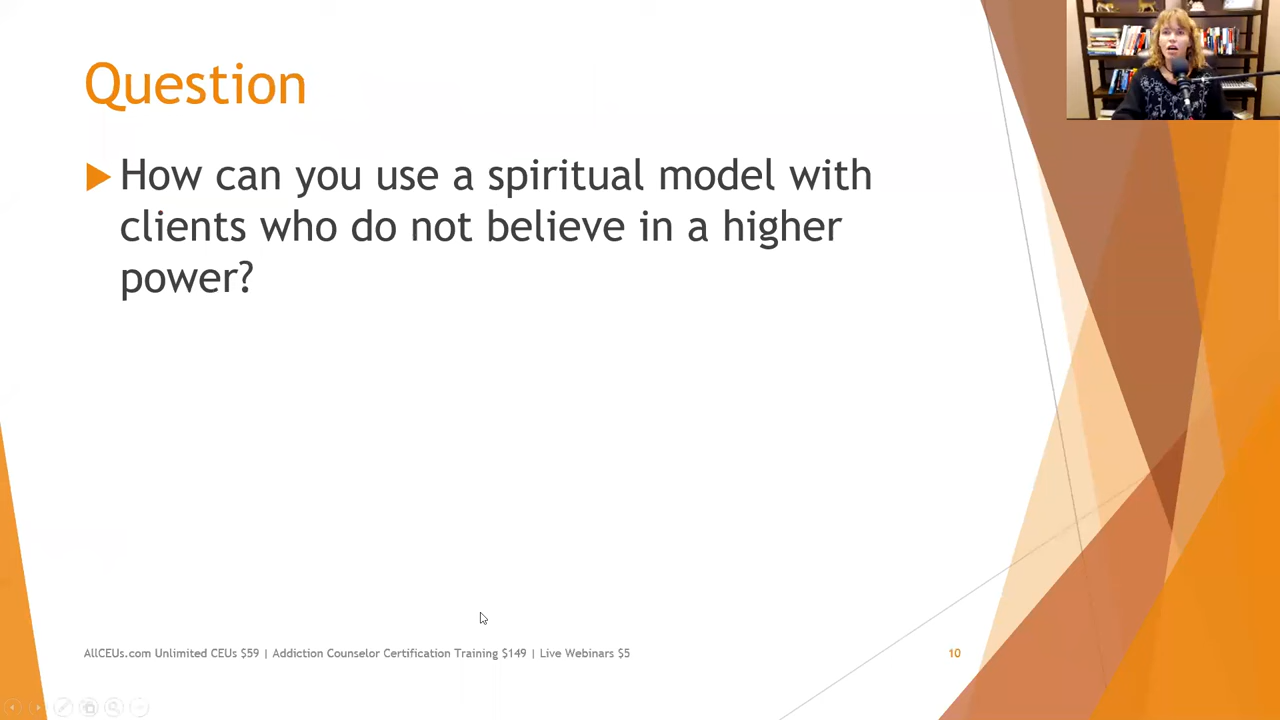 Question
How can you use a spiritual model with
clients who do not believe in a higher
power?
AllCEUs.com Unlimited CEUs $59 | Addiction Counselor Certification Training $149 | Live Webinars $5
10